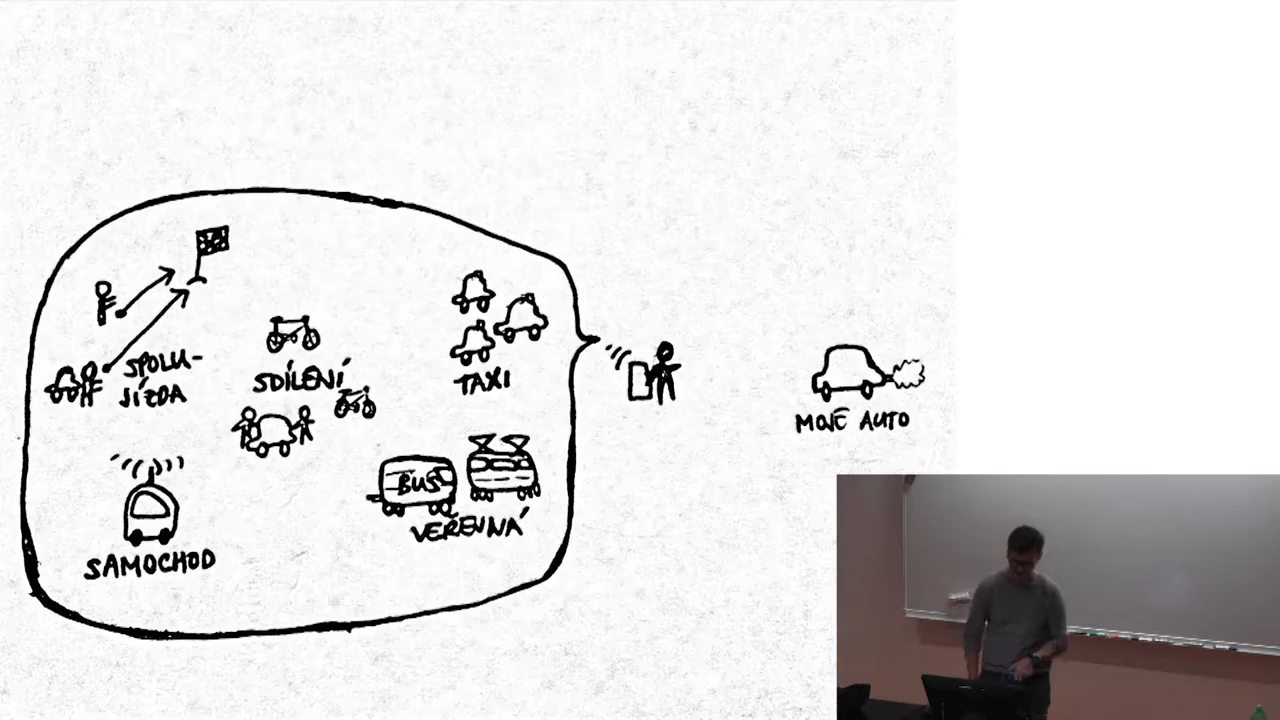 SPOLU-
JÍZDA
SDÍLENÍ
TAXI
MOJE AUTO
BUS
VEŘEJNÁ
SAMOCHOD